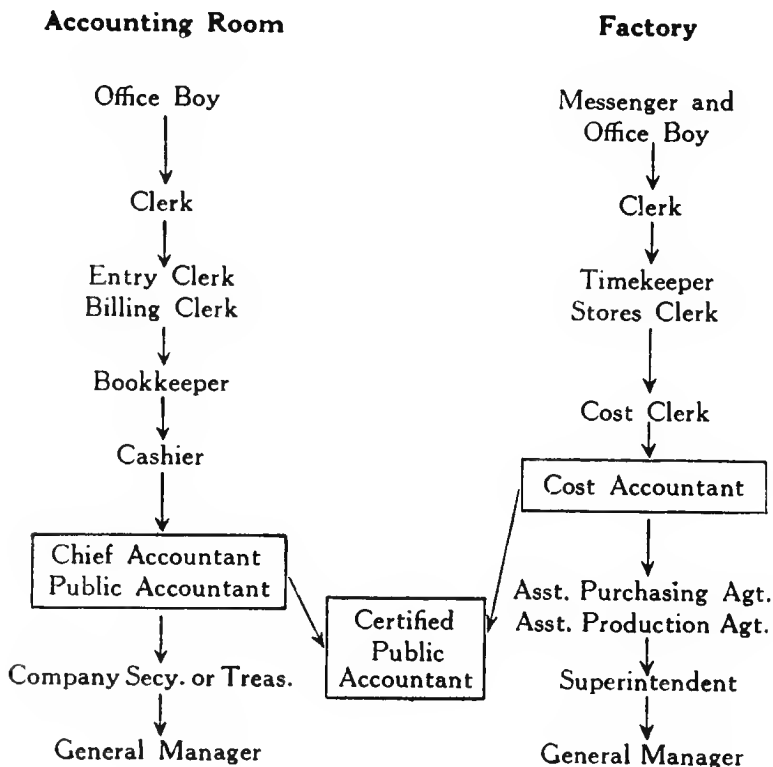 Accounting Room
Office Boy
Clerk
Entry Clerk
Billing Clerk
Bookkeeper
Cashier
Chief Accountant
Public Accountant
Company Secy. or Treas.
General Manager
Certified
Public
Accountant
Factory
Messenger and
Office Boy
Clerk
Timekeeper
Stores Clerk
Cost Clerk
Cost Accountant
Asst. Purchasing Agt.
Asst. Production Agt.
Superintendent
General Manager